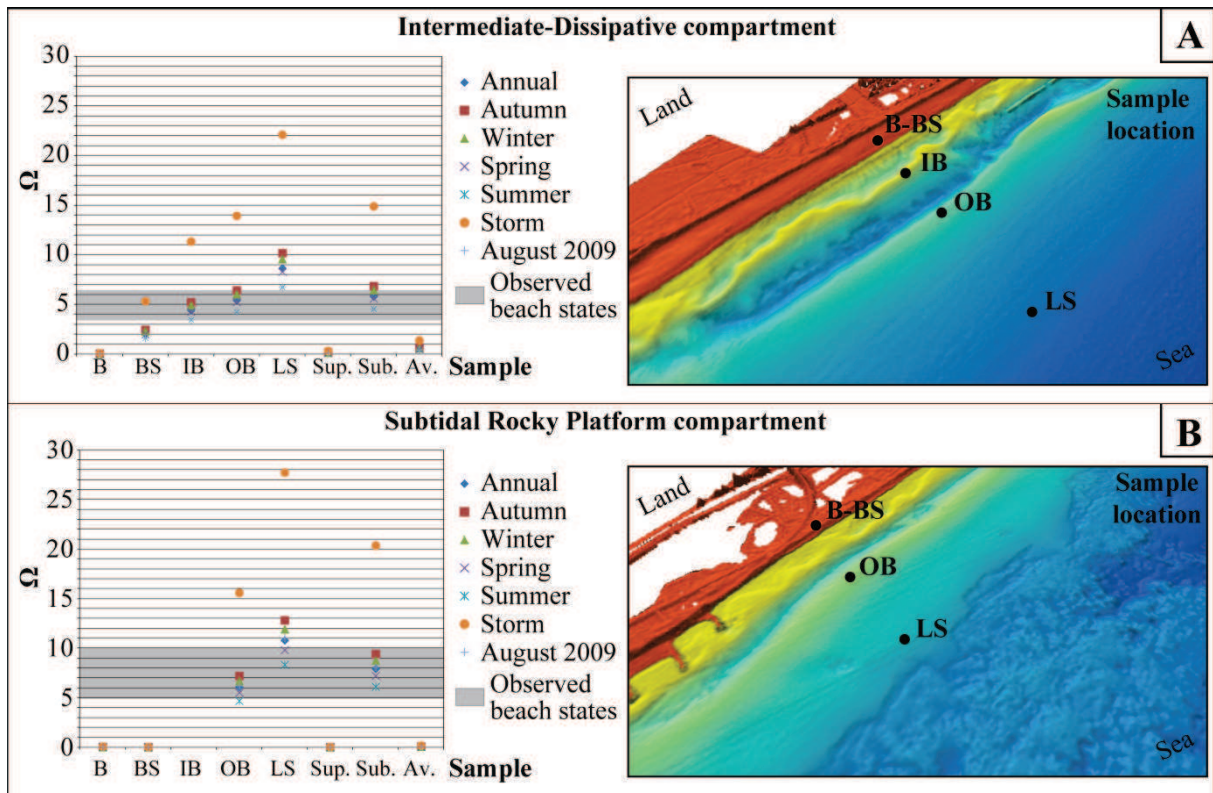 Intermediate-Dissipative compartment
A
30
25
20
15
10
5
0
Ω
B BS IB OB LS Sup. Sub. Av. Sample
Annual
Autumn
Winter
Spring
Summer
Storm
August 2009
Observed
beach states
Land
Sample
location
B-BS
IB
OB
LS
Sea
Subtidal Rocky Platform compartment
B
30
25
20
15
10
5
0
Ω
B BS IB OB LS Sup. Sub. Av. Sample
Annual
Autumn
Winter
Spring
Summer
Storm
August 2009
Observed
beach states
Land
Sample
location
B-BS
OB
LS
Sea